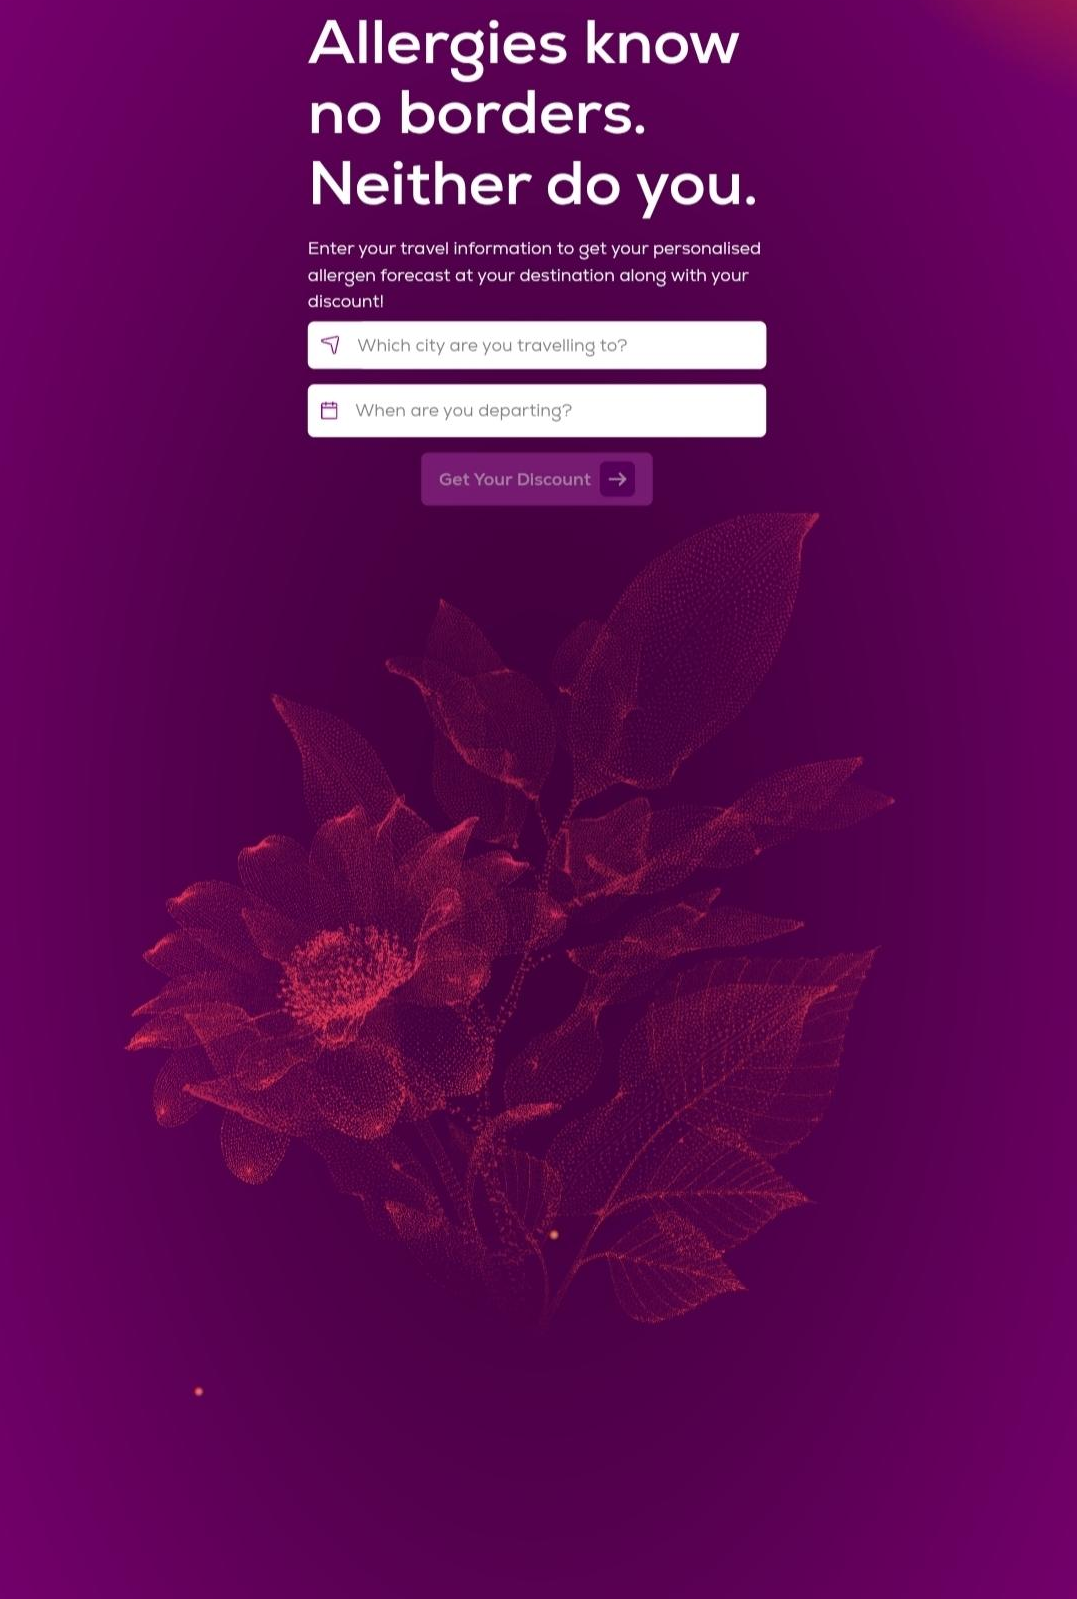 Allergies know
no borders.
Neither do you.
Enter your travel information to get your personalised
allergen forecast at your destination along with your
discount!
Which city are you travelling to?
When are you departing?
Get Your Discount